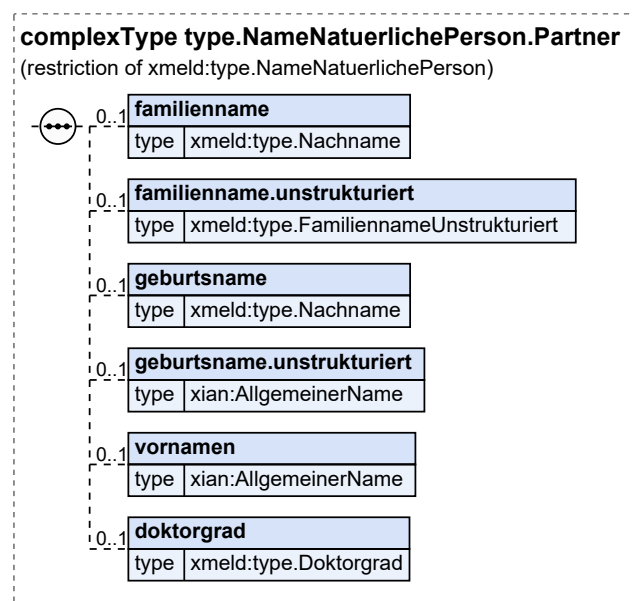 complexType type.NameNatuerlichePerson.Partner
(restriction of xmeld:type.NameNatuerlichePerson)
0..1 familienname
type xmeld:type.Nachname
0..1 familienname.unstrukturiert
type xmeld:type.FamiliennameUnstrukturiert
0..1 geburtsname
type xmeld:type.Nachname
0..1 geburtsname.unstrukturiert
type xian:AllgemeinerName
0..1 vornamen
type xian:AllgemeinerName
0..1 doktorgrad
type xmeld:type.Doktorgrad